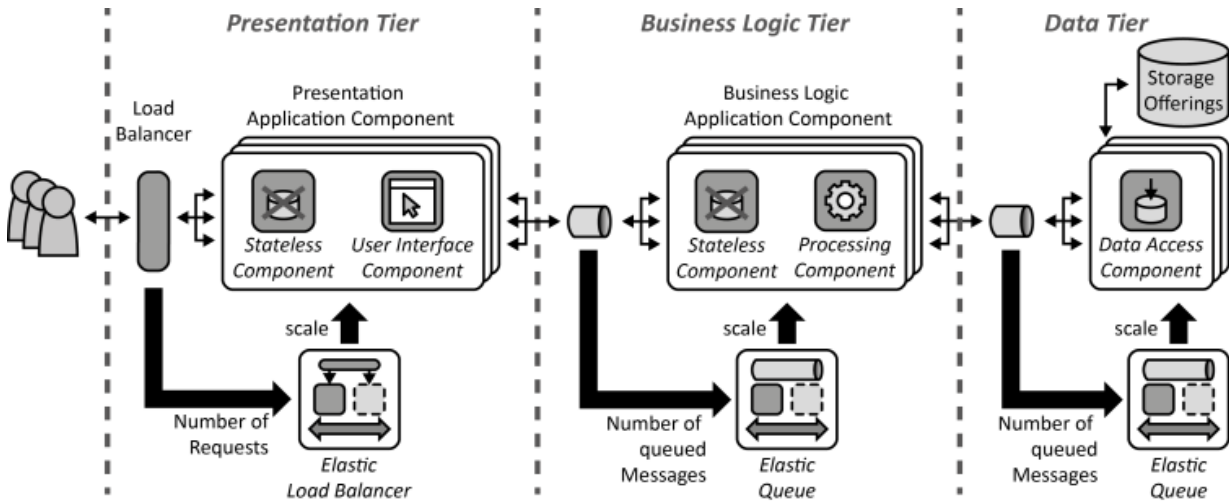 Presentation Tier
Business Logic Tier
Data Tier
Load
Balancer
Presentation
Application Component
Stateless
Component
User Interface
Component
scale
Number of
Requests
Elastic
Load Balancer
Business Logic
Application Component
Stateless
Component
Processing
Component
scale
Number of
queued
Messages
Elastic
Queue
Storage
Offerings
Data Access
Component
scale
Number of
queued
Messages
Elastic
Queue